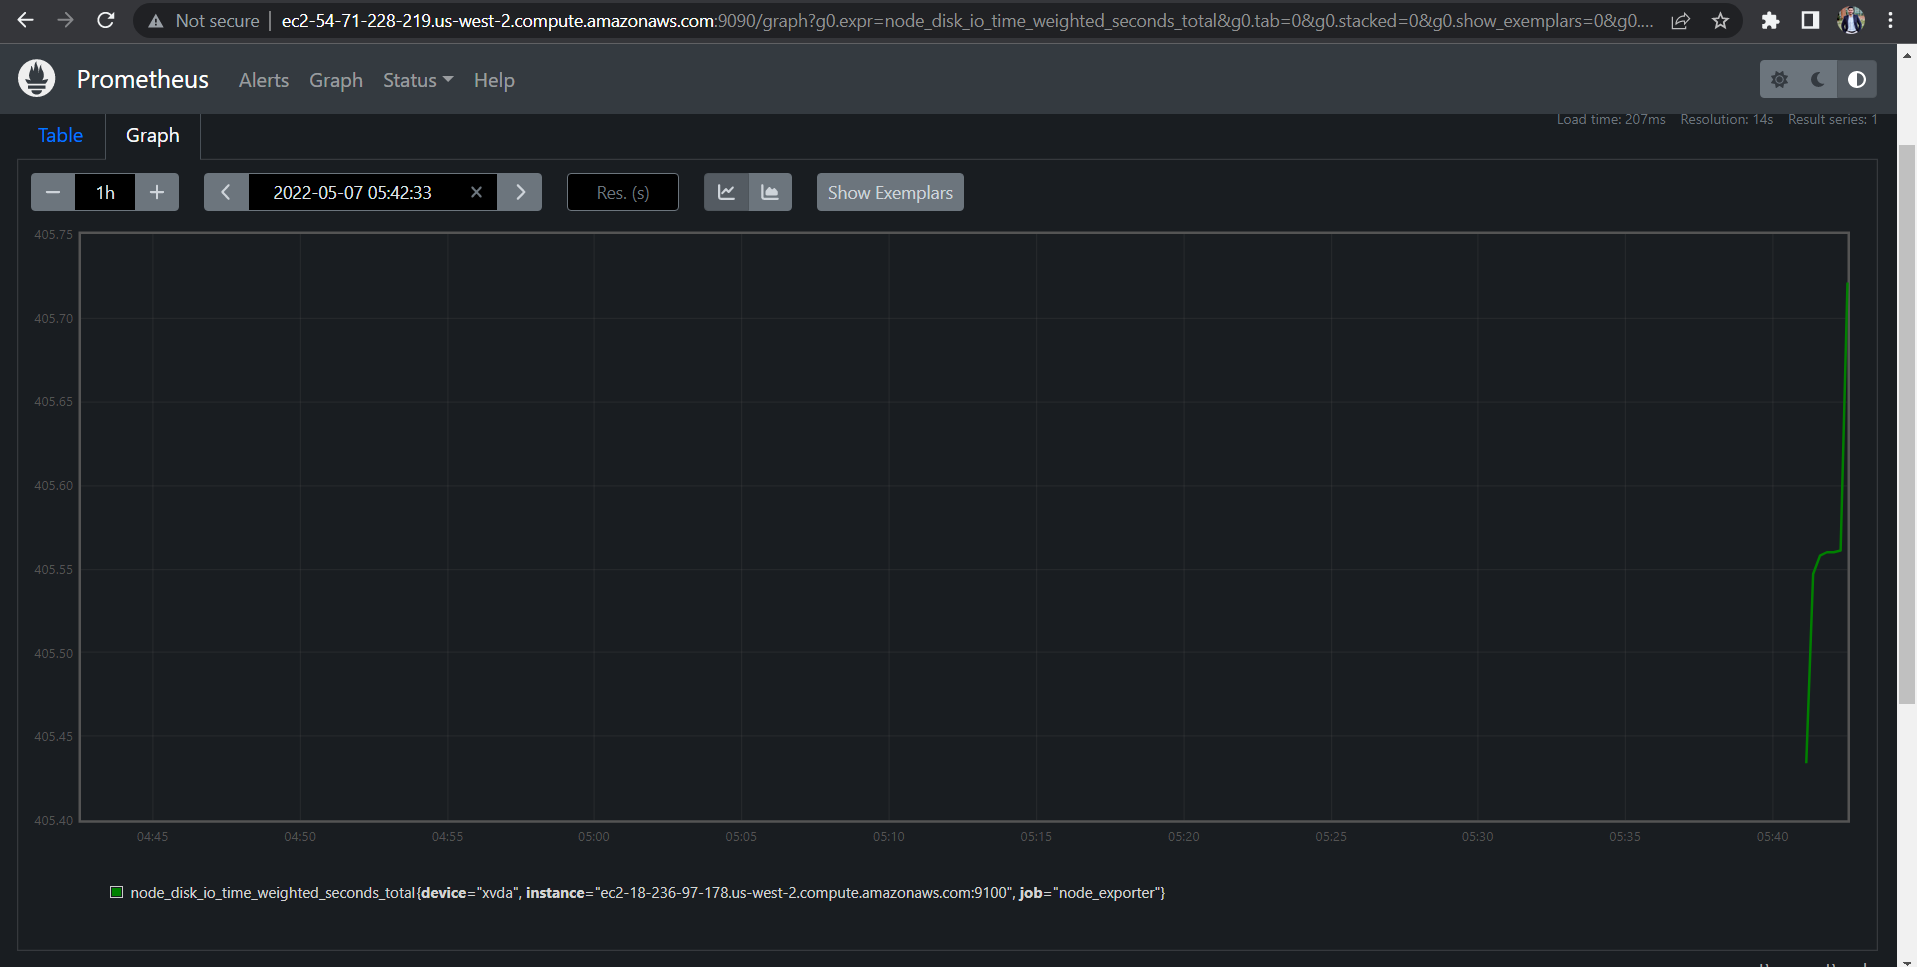 Not secure | ec2-54-71-228-219.us-west-2.compute.amazonaws.com:9090/graph?g0.expr=node_disk_io_time_weighted_seconds_total&g0.tab=0&g0.stacked=0&g0.show_exemplars=0&g0....
Prometheus Alerts Graph Status Help
Load time: 207ms Resolution: 14s Result series: 1
Table Graph
1h 2022-05-07 05:42:33 Res. (s) Show Exemplars
405.75
405.70
405.65
405.60
405.55
405.50
405.45
405.40
04:45 04:50 04:55 05:00 05:05 05:10 05:15 05:20 05:25 05:30 05:35 05:40
node_disk_io_time_weighted_seconds_total{device="xvda", instance="ec2-18-236-97-178.us-west-2.compute.amazonaws.com:9100", job="node_exporter"}